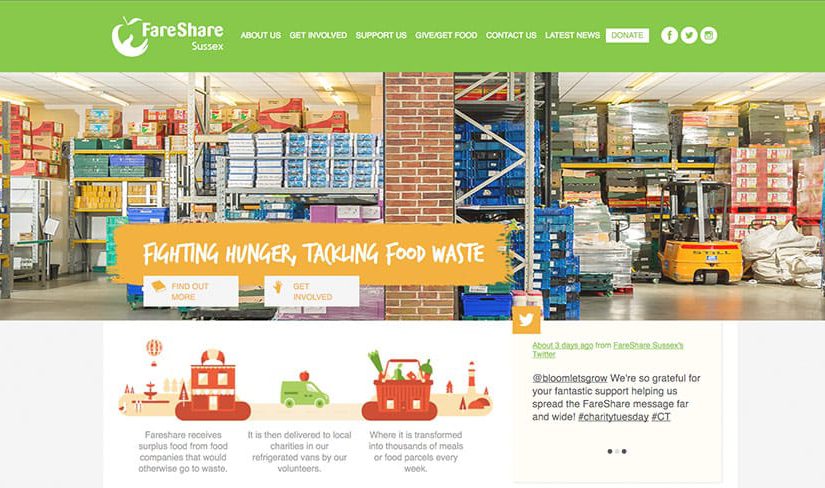 FareShare
Sussex
ABOUT US GET INVOLVED SUPPORT US GIVE/GET FOOD CONTACT US LATEST NEWS DONATE
FIGHTING HUNGER, TACKLING FOOD WASTE
FIND OUT
MORE
GET
INVOLVED
STILL
Fareshare receives
surplus food from food
companies that would
otherwise go to waste.
It is then delivered to local
charities in our
refrigerated vans by our
volunteers.
Where it is transformed
into thousands of meals
or food parcels every
week.
About 3 days ago from FareShare Sussex's
Twitter
@bloomletsgrow We're so grateful for
your fantastic support helping us
spread the FareShare message far
and wide! #charitytuesday #CT